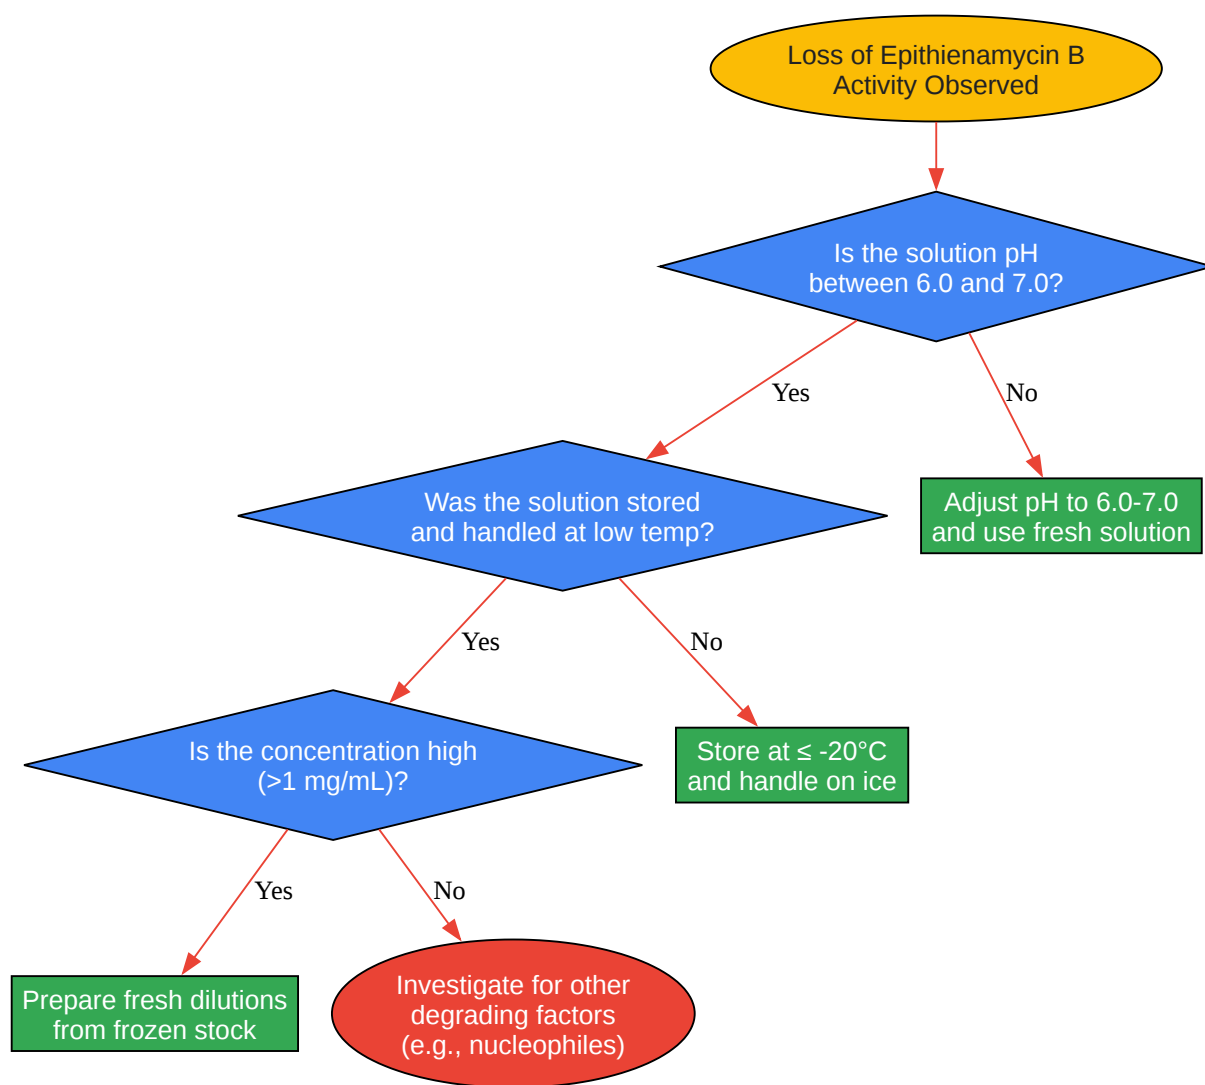 Loss of Epithienamycin B
Activity Observed
Is the solution pH
between 6.0 and 7.0?
Yes
No
Was the solution stored
and handled at low temp?
Adjust pH to 6.0-7.0
and use fresh solution
Yes
No
Is the concentration high
(>1 mg/mL)?
Store at ≤ -20°C
and handle on ice
Yes
No
Prepare fresh dilutions
from frozen stock
Investigate for other
degrading factors
(e.g., nucleophiles)